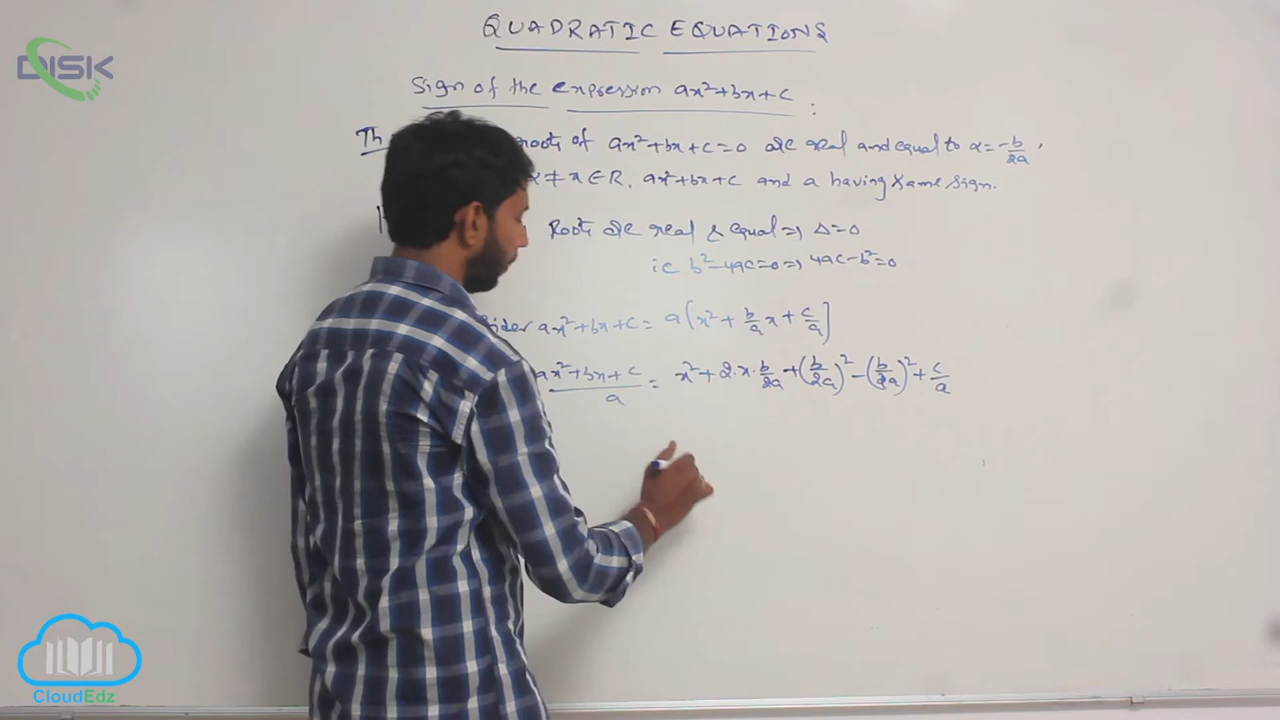 QUADRATIC EQUATIONS
DISK
Sign of the expression ax²+bx+c :
Th roots of ax²+bx+c=0 are real and equal to α=-b/2a,
α≠x∈R, ax²+bx+c and a having same sign.
Roots are real & equal ⇒ Δ=0
ie b²-4ac=0 ⇒ 4ac-b²=0
ax²+bx+c = a[x²+b/a x+c/a]
ax²+bx+c/a = x²+2·x·b/2a+(b/2a)²-(b/2a)²+c/a
CloudEdz